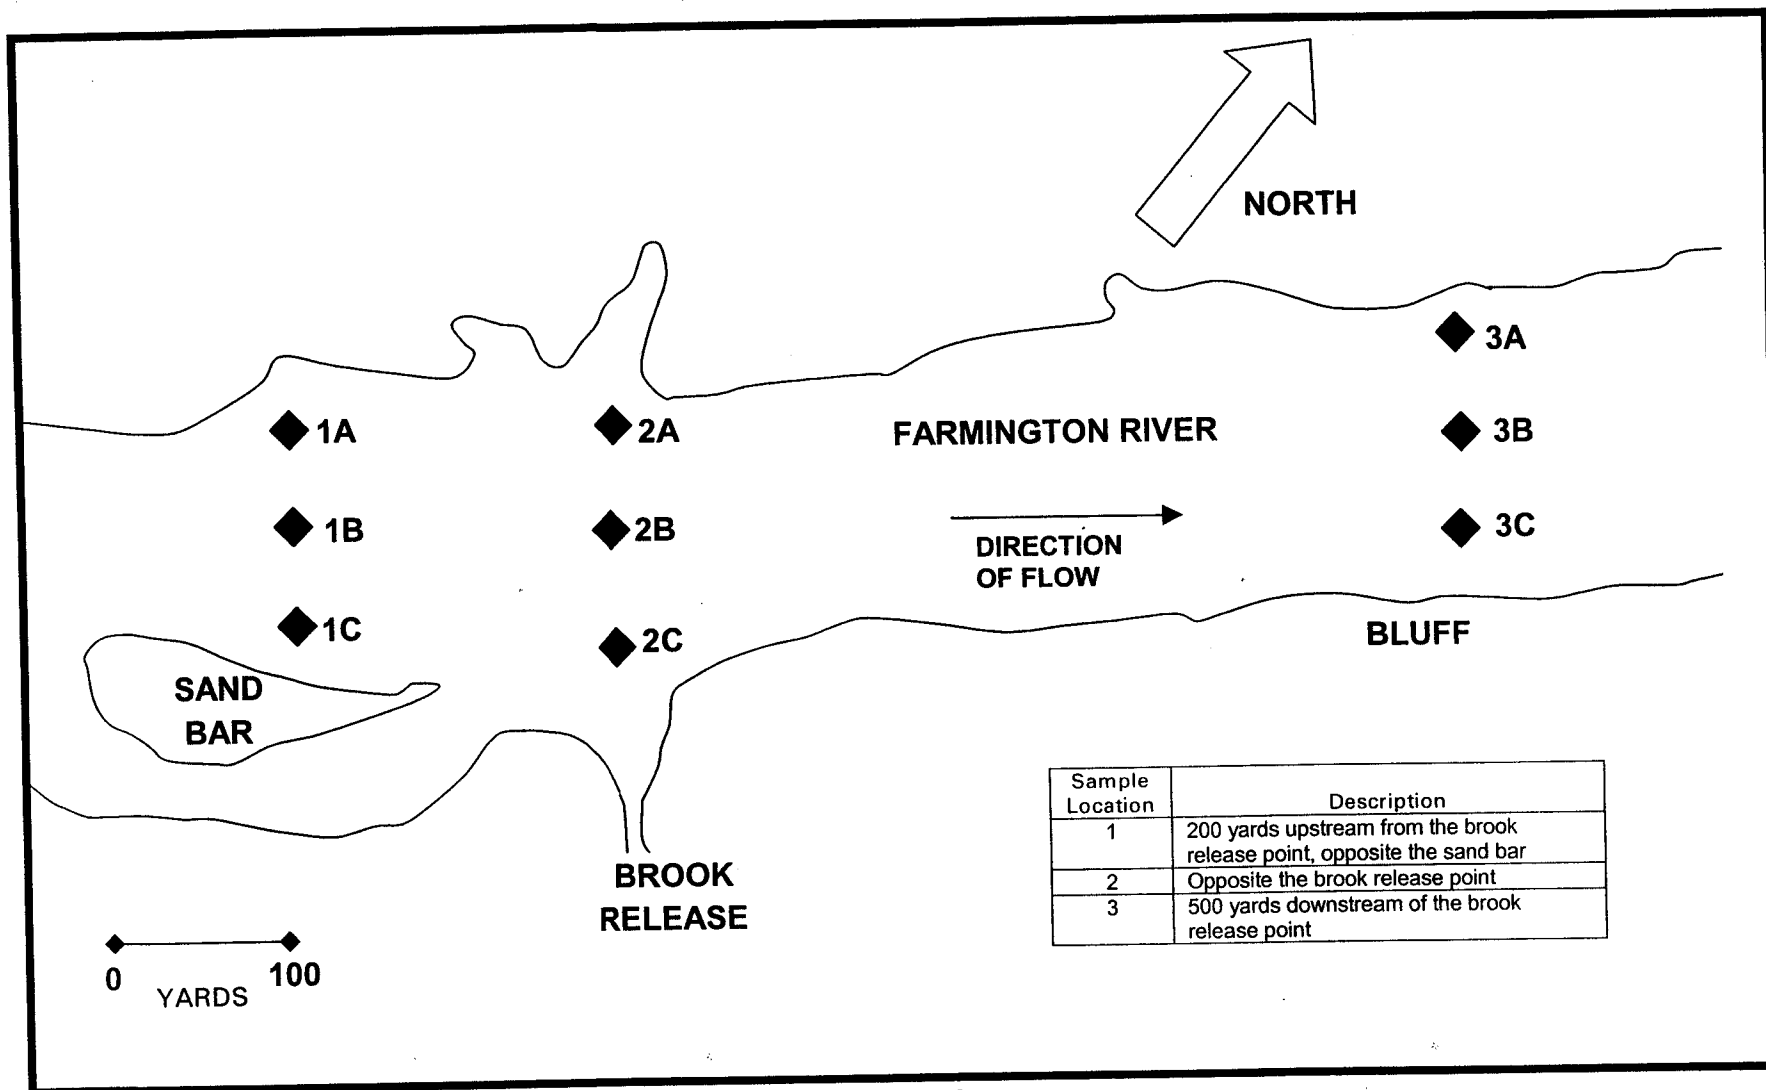 NORTH
3A
1A
2A
FARMINGTON RIVER
3B
1B
2B
3C
DIRECTION
OF FLOW
1C
2C
BLUFF
SAND
BAR
Sample
Location
Description
1
200 yards upstream from the brook
release point, opposite the sand bar
2
Opposite the brook release point
3
500 yards downstream of the brook
release point
BROOK
RELEASE
0
100
YARDS